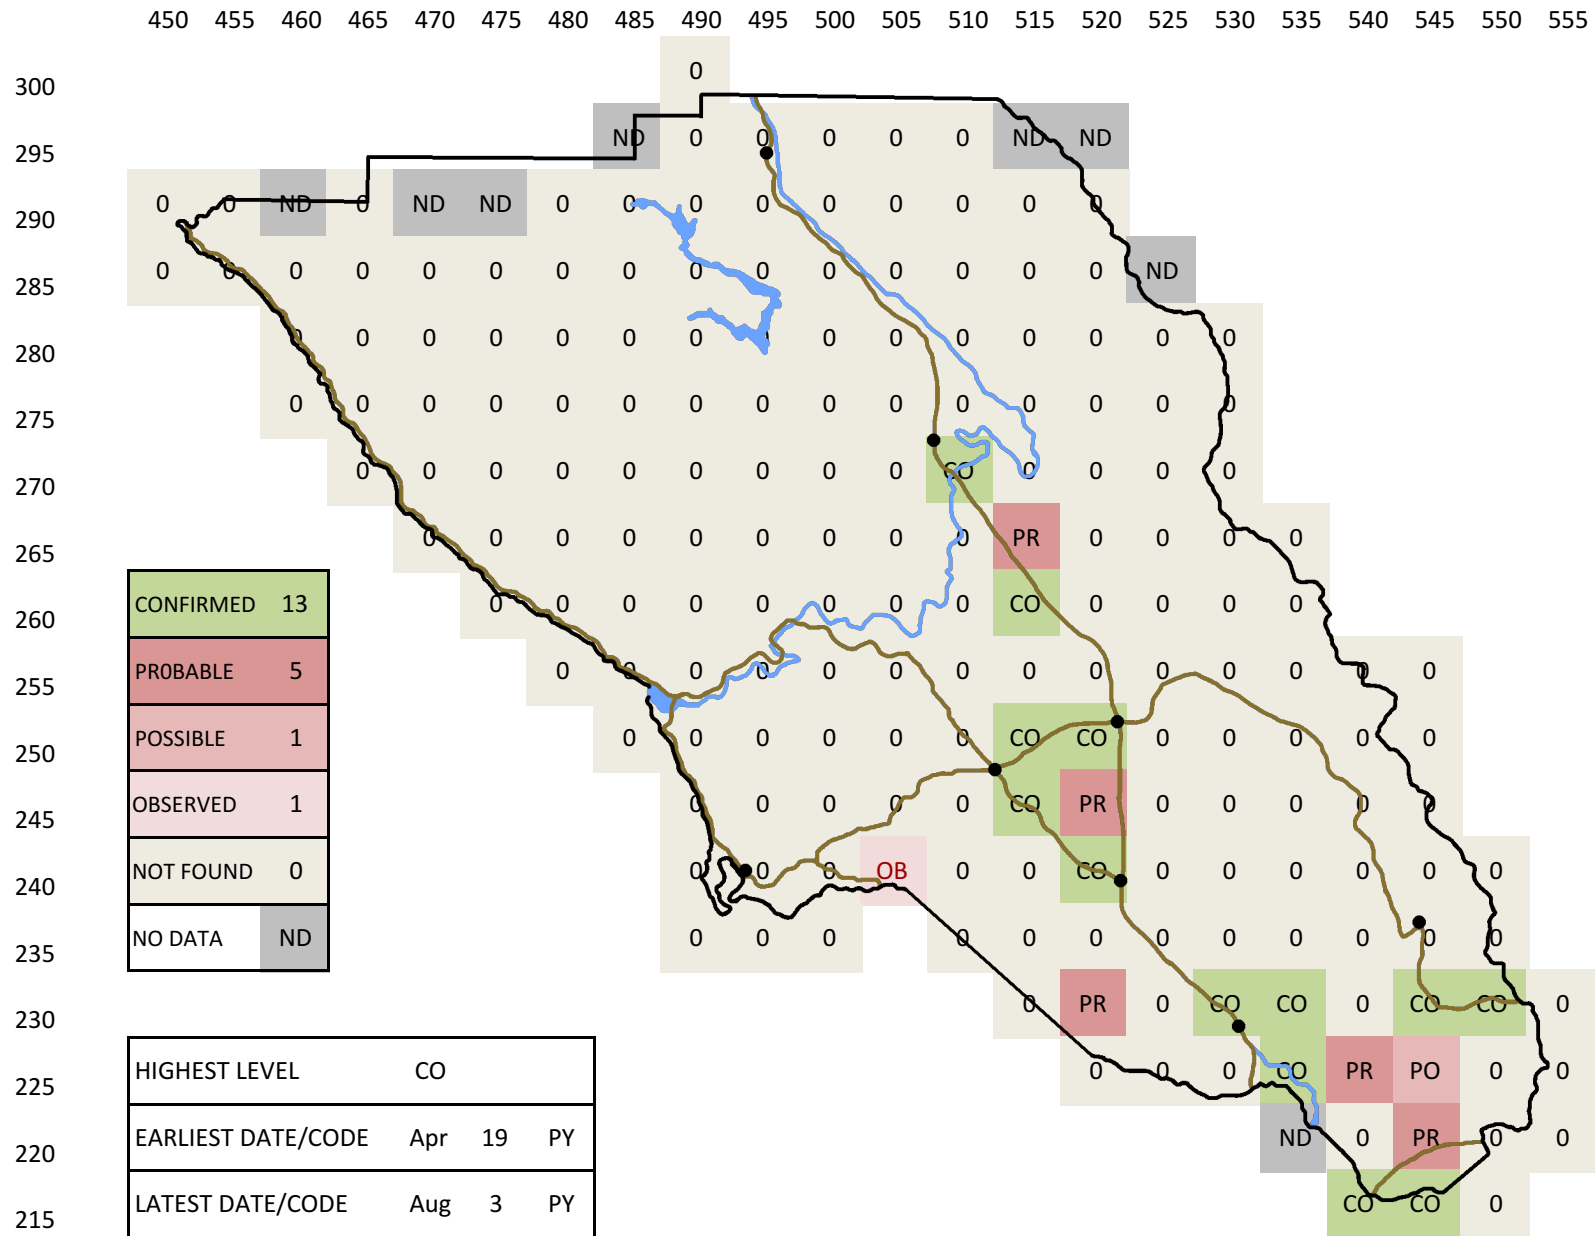 450 455 460 465 470 475 480 485 490 495 500 505 510 515 520 525 530 535 540 545 550 555
300 0
295 ND 0 0 0 0 0 ND ND
290 0 0 ND 0 ND ND 0 0 0 0 0 0 0 0 0
285 0 0 0 0 0 0 0 0 0 0 0 0 0 0 0 ND
280 0 0 0 0 0 0 0 0 0 0 0 0 0 0 0
275 0 0 0 0 0 0 0 0 0 0 0 0 0 0 0
270 0 0 0 0 0 0 0 0 0 CO 0 0 0 0
265 0 0 0 0 0 0 0 0 0 PR 0 0 0 0
260 CONFIRMED 13 0 0 0 0 0 0 0 0 CO 0 0 0 0
255 PR0BABLE 5 0 0 0 0 0 0 0 0 0 0 0 0 0 0
250 POSSIBLE 1 0 0 0 0 0 0 CO CO 0 0 0 0 0
245 OBSERVED 1 0 0 0 0 0 CO PR 0 0 0 0 0
240 NOT FOUND 0 0 0 0 OB 0 0 CO 0 0 0 0 0 0
235 NO DATA ND 0 0 0 0 0 0 0 0 0 0 0 0
230 0 PR 0 CO CO 0 CO CO 0
225 HIGHEST LEVEL CO 0 0 0 CO PR PO 0 0
220 EARLIEST DATE/CODE Apr 19 PY ND 0 PR 0 0
215 LATEST DATE/CODE Aug 3 PY CO CO 0